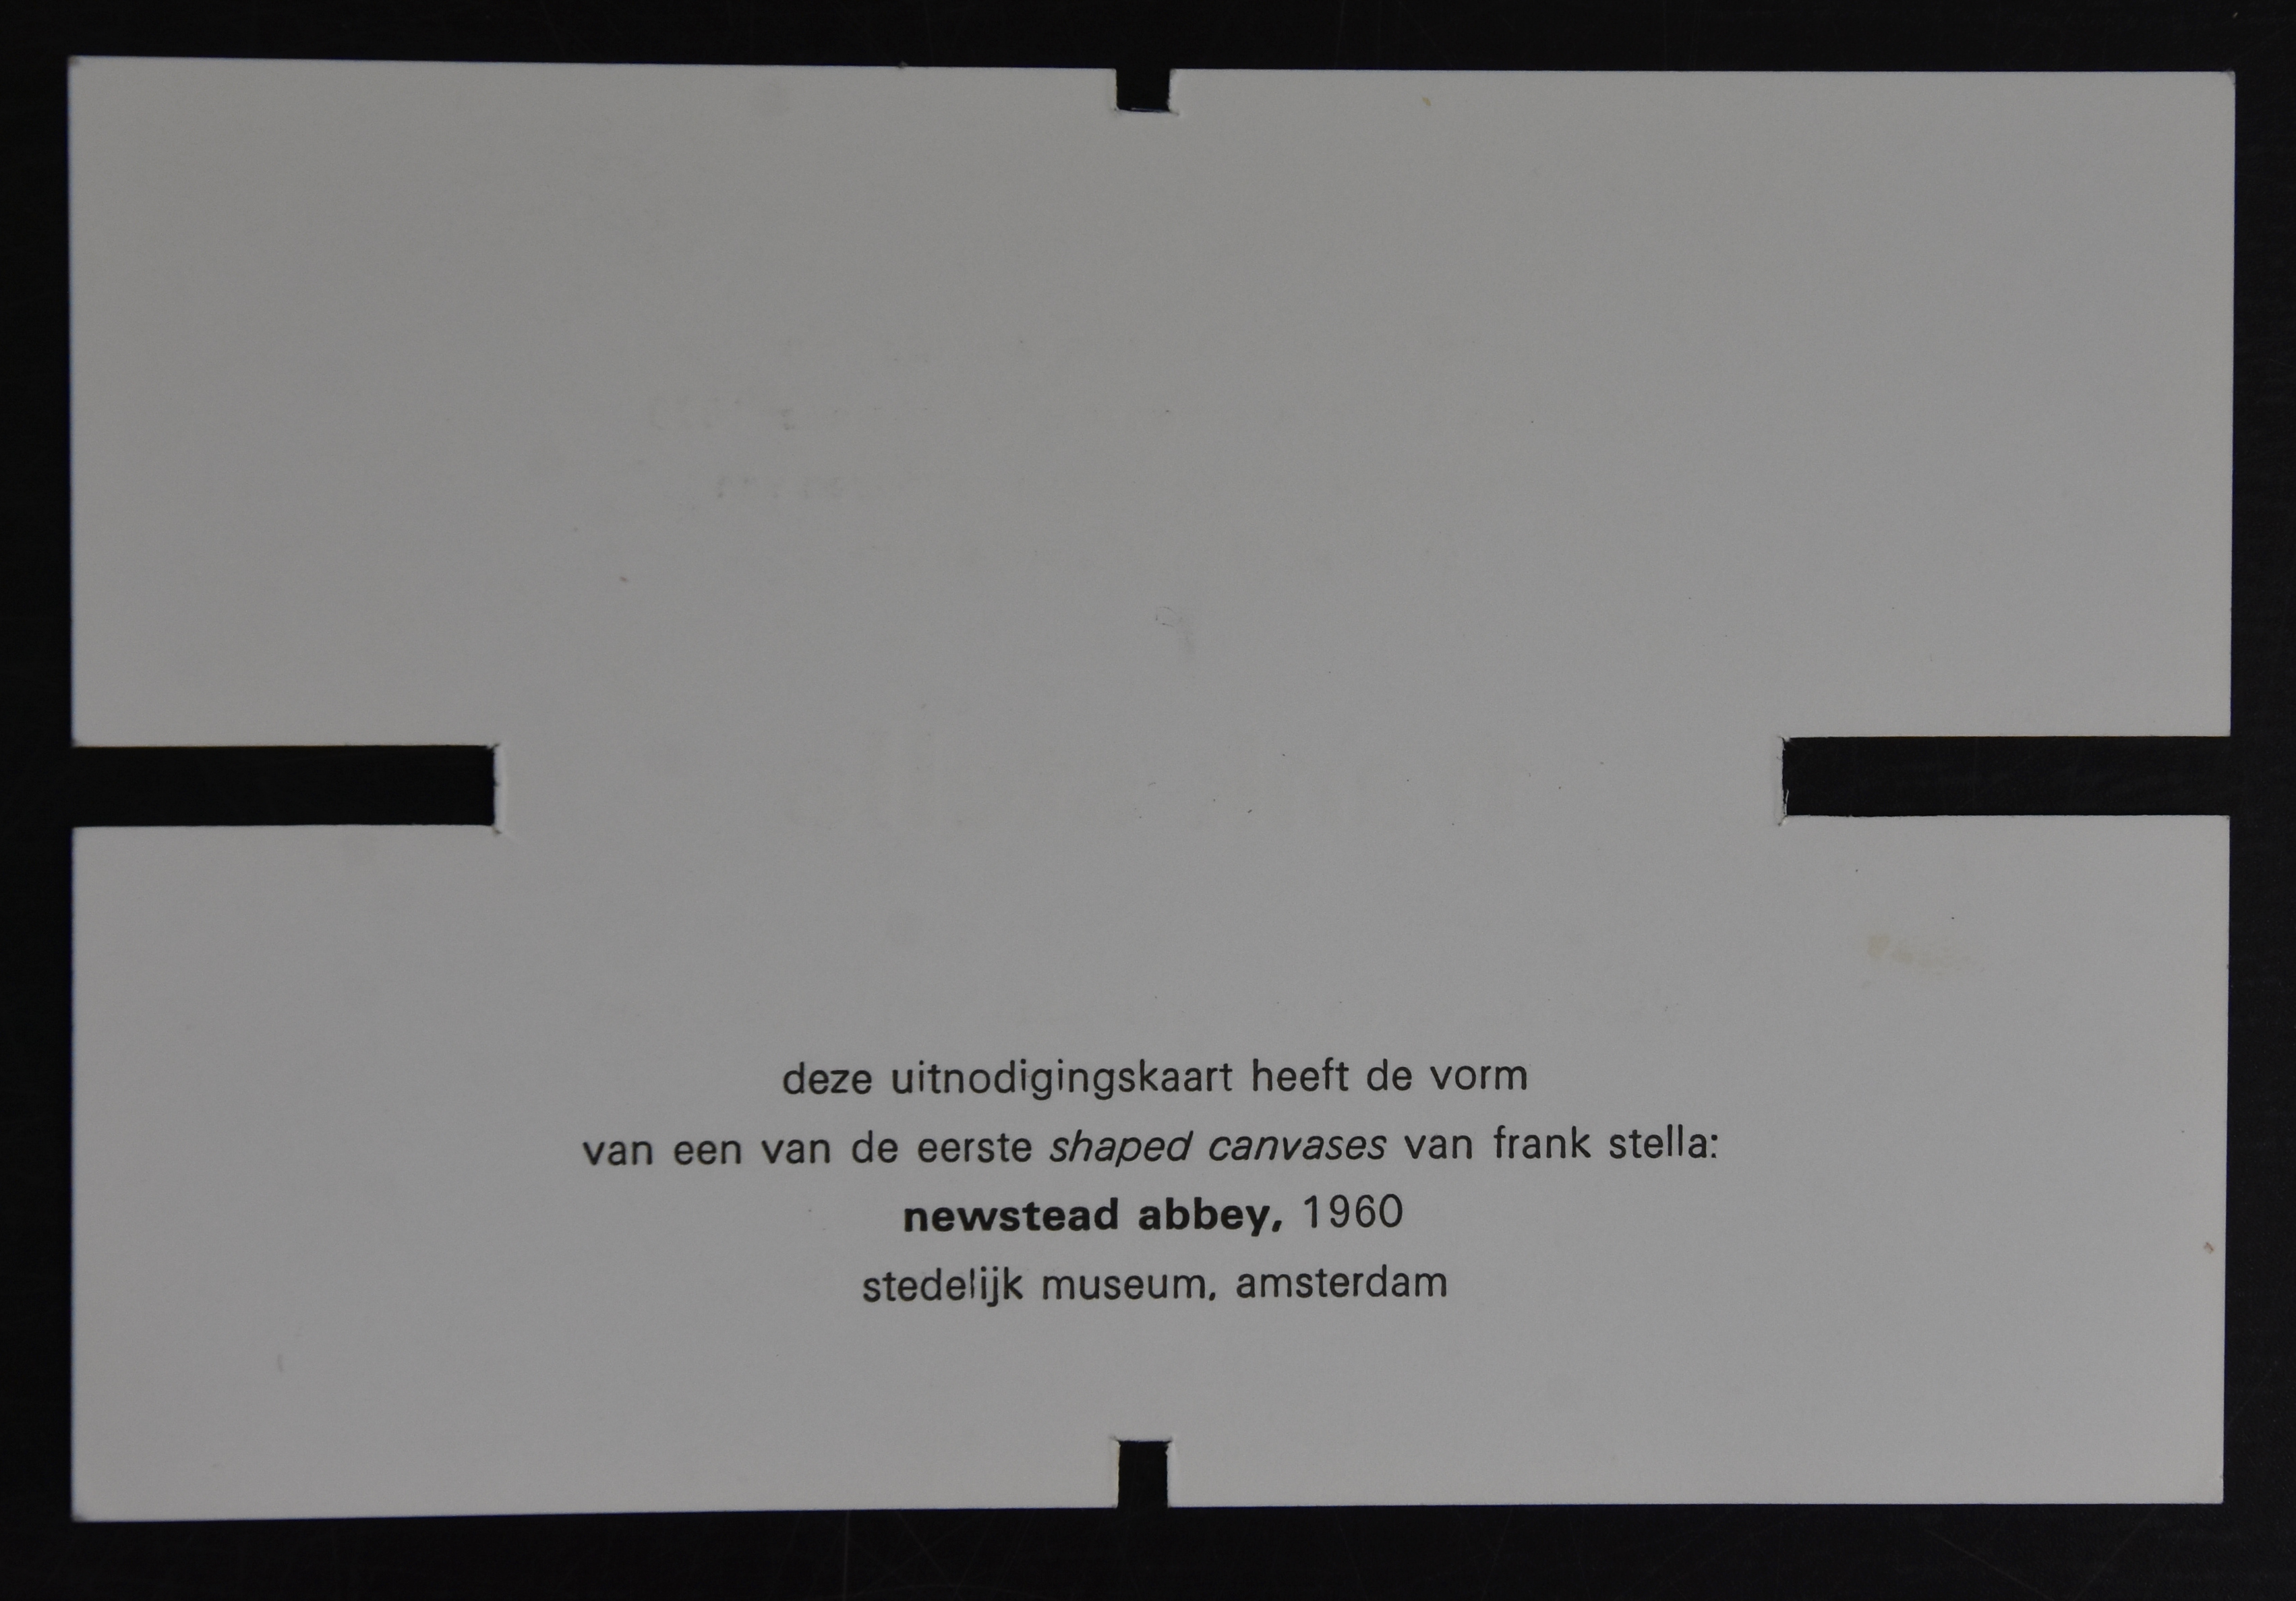 deze uitnodigingskaart heeft de vorm
van een van de eerste shaped canvases van frank stella:
newstead abbey, 1960
stedelijk museum, amsterdam